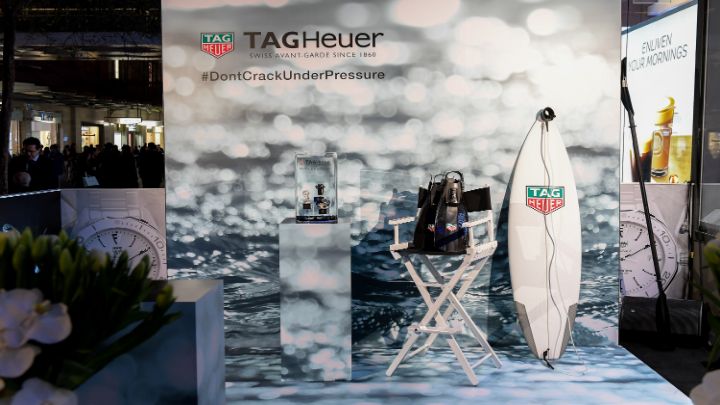 TAG
HEUER
TAGHeuer
SWISS AVANT-GARDE SINCE 1860
#DontCrackUnderPressure
ENLIVEN
YOUR MORNINGS
TAG
HEUER